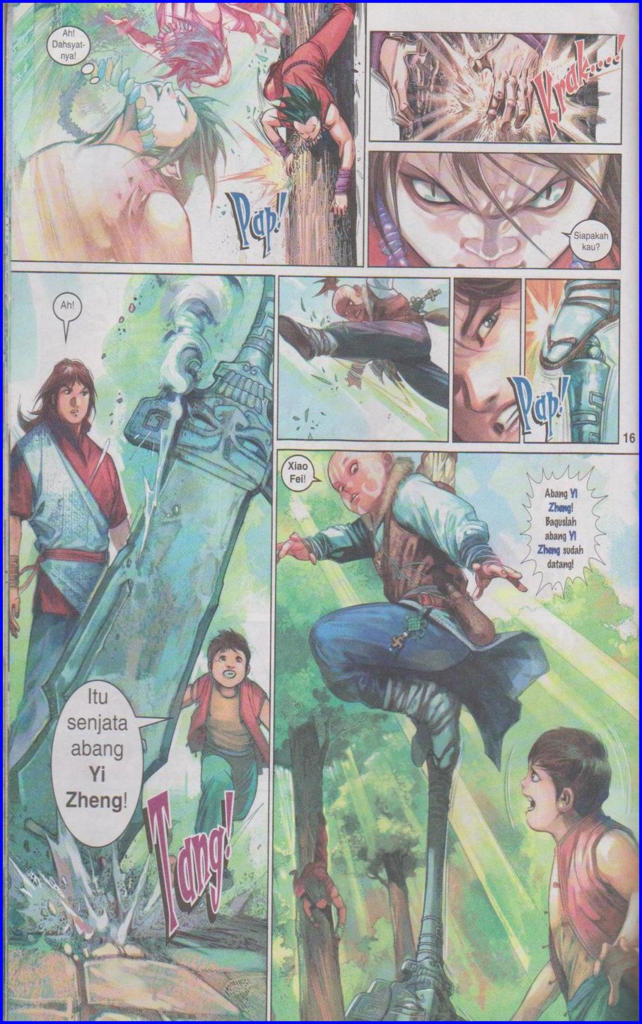 Ah!
Dahsyat-
nya!
Pap!
Krak.....!
Siapakah
kau?
Ah!
Itu
senjata
abang
Yi
Zheng!
Tang!
Pap!
16
Xiao
Fei!
Abang Yi
Zheng!
Baguslah
abang Yi
Zheng sudah
datang!